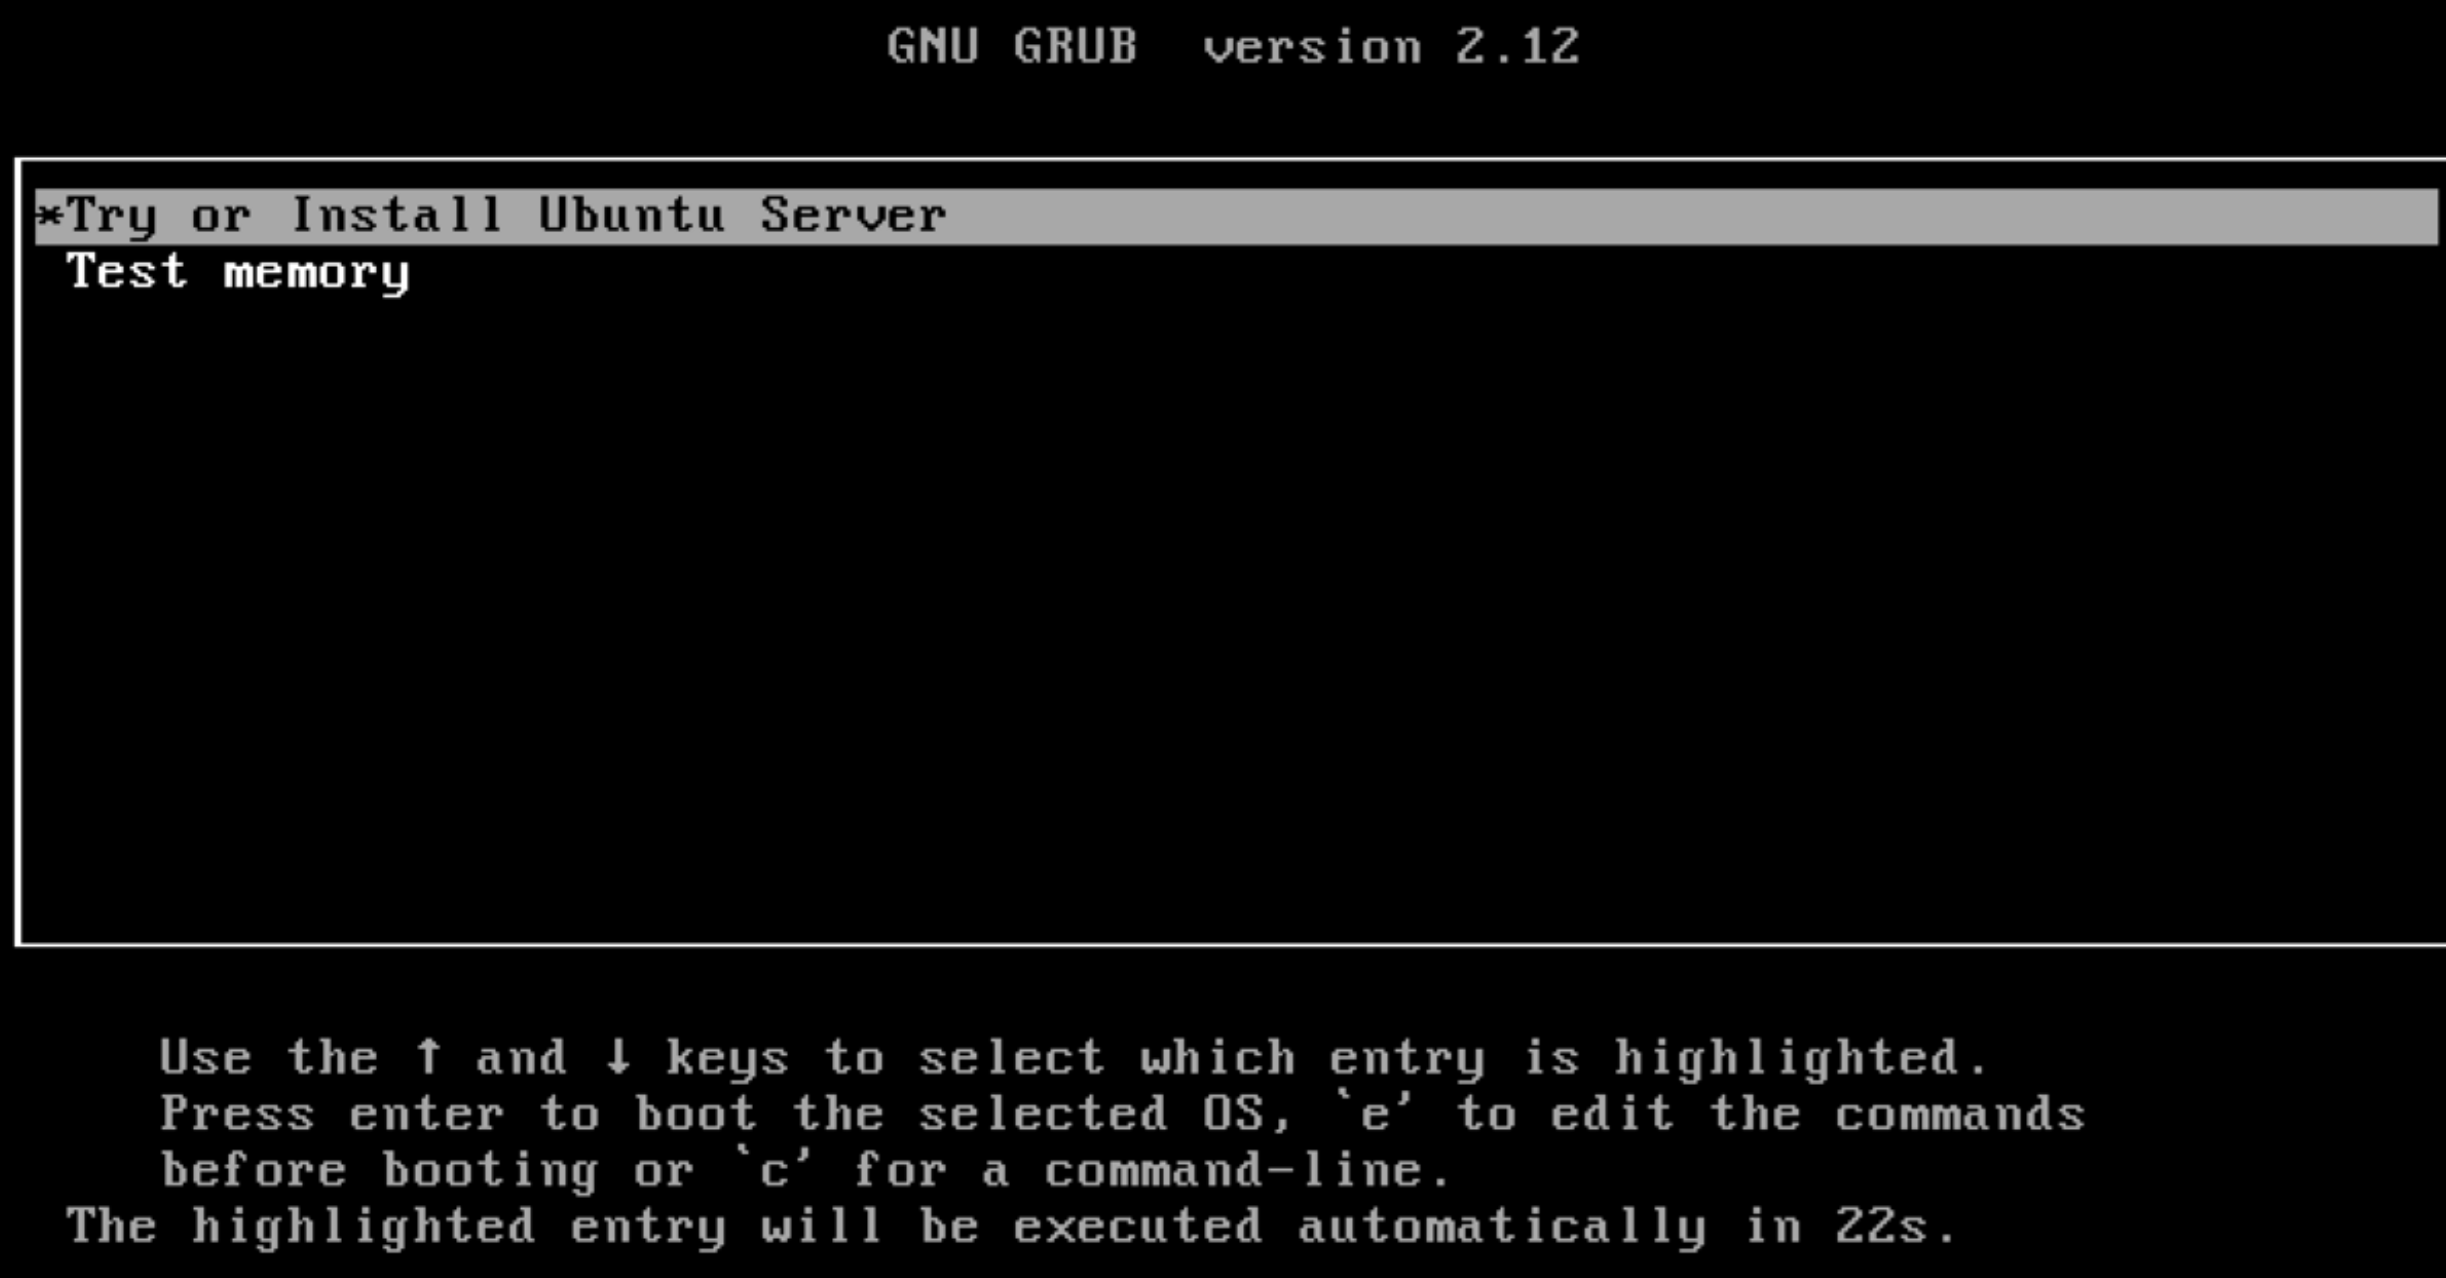 GNU GRUB  version 2.12
*Try or Install Ubuntu Server
Test memory
Use the ↑ and ↓ keys to select which entry is highlighted.
Press enter to boot the selected OS, `e' to edit the commands
before booting or `c' for a command-line.
The highlighted entry will be executed automatically in 22s.